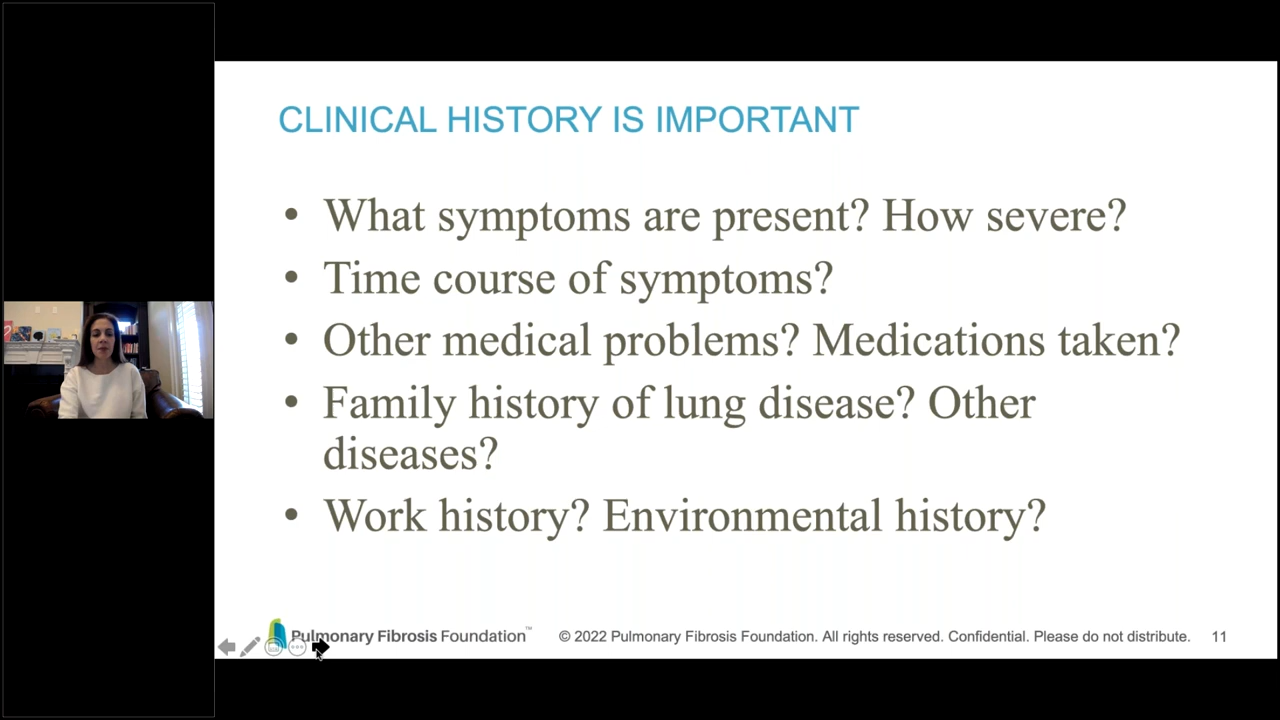 CLINICAL HISTORY IS IMPORTANT
• What symptoms are present? How severe?
• Time course of symptoms?
• Other medical problems? Medications taken?
• Family history of lung disease? Other
diseases?
• Work history? Environmental history?
Pulmonary Fibrosis Foundation™ © 2022 Pulmonary Fibrosis Foundation. All rights reserved. Confidential. Please do not distribute. 11